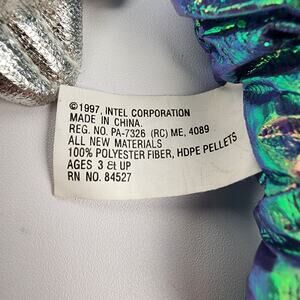 ©1997, INTEL CORPORATION
MADE IN CHINA.
REG. NO. PA-7326 (RC) ME, 4089
ALL NEW MATERIALS
100% POLYESTER FIBER, HDPE PELLETS
AGES 3 & UP
RN NO. 84527